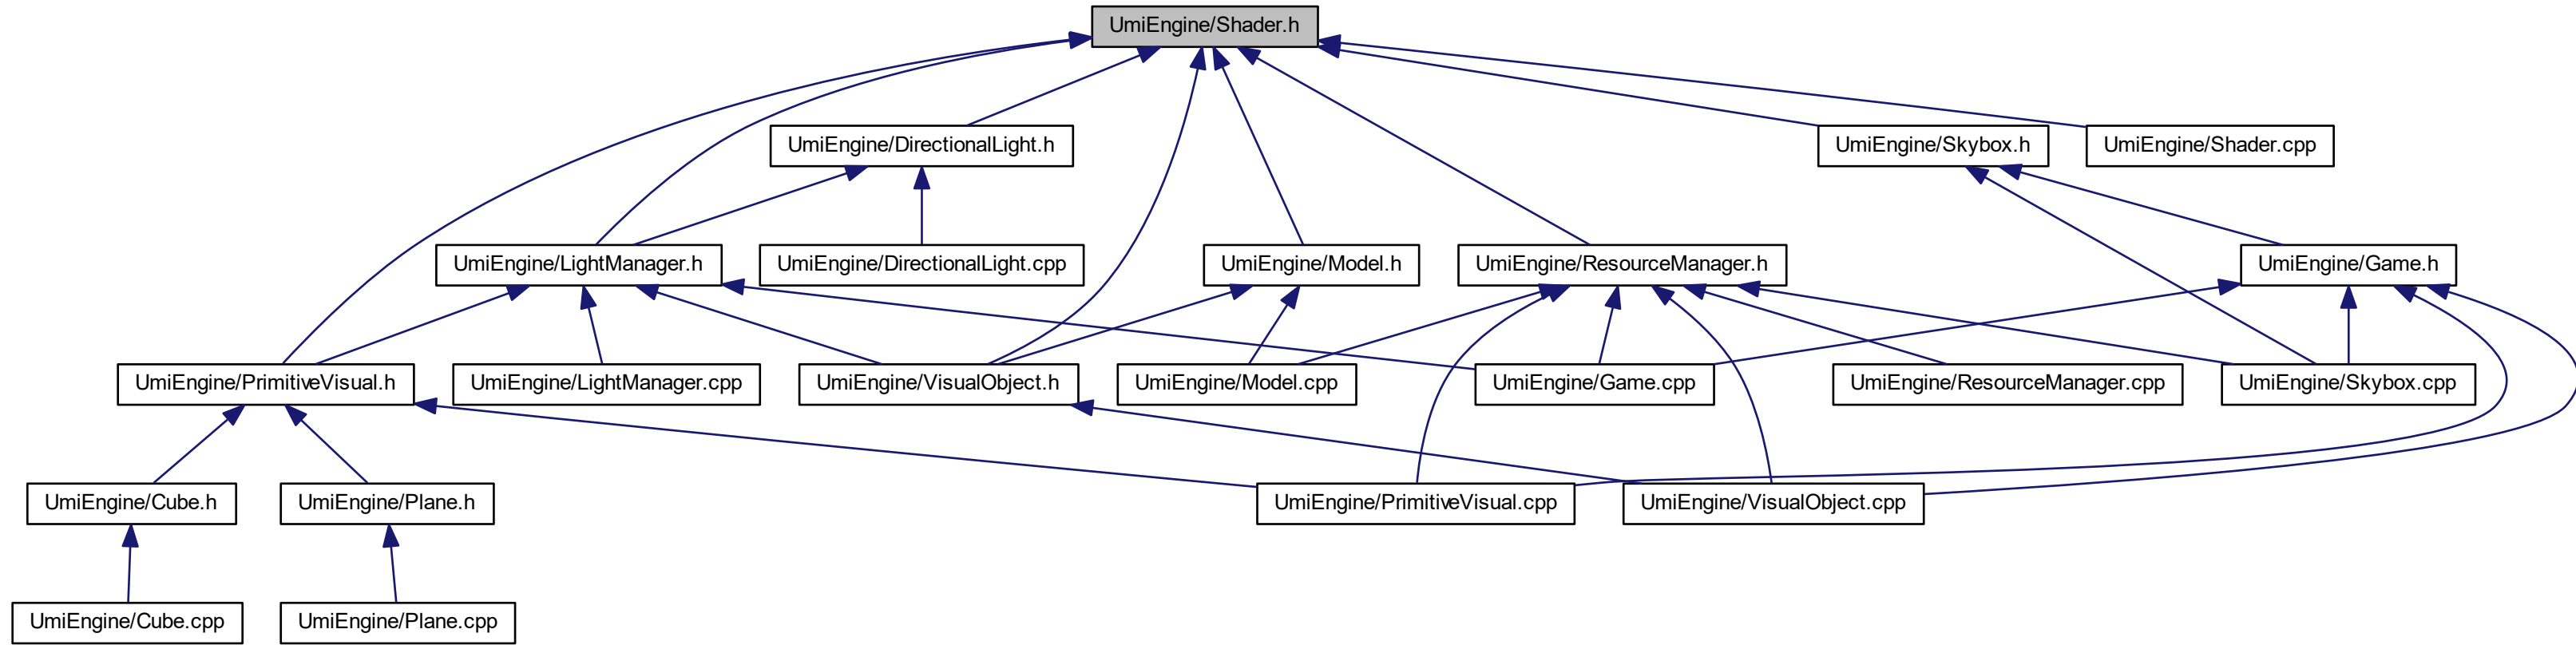 UmiEngine/Shader.h
UmiEngine/DirectionalLight.h
UmiEngine/Skybox.h
UmiEngine/Shader.cpp
UmiEngine/LightManager.h
UmiEngine/DirectionalLight.cpp
UmiEngine/Model.h
UmiEngine/ResourceManager.h
UmiEngine/Game.h
UmiEngine/PrimitiveVisual.h
UmiEngine/LightManager.cpp
UmiEngine/VisualObject.h
UmiEngine/Model.cpp
UmiEngine/Game.cpp
UmiEngine/ResourceManager.cpp
UmiEngine/Skybox.cpp
UmiEngine/Cube.h
UmiEngine/Plane.h
UmiEngine/PrimitiveVisual.cpp
UmiEngine/VisualObject.cpp
UmiEngine/Cube.cpp
UmiEngine/Plane.cpp